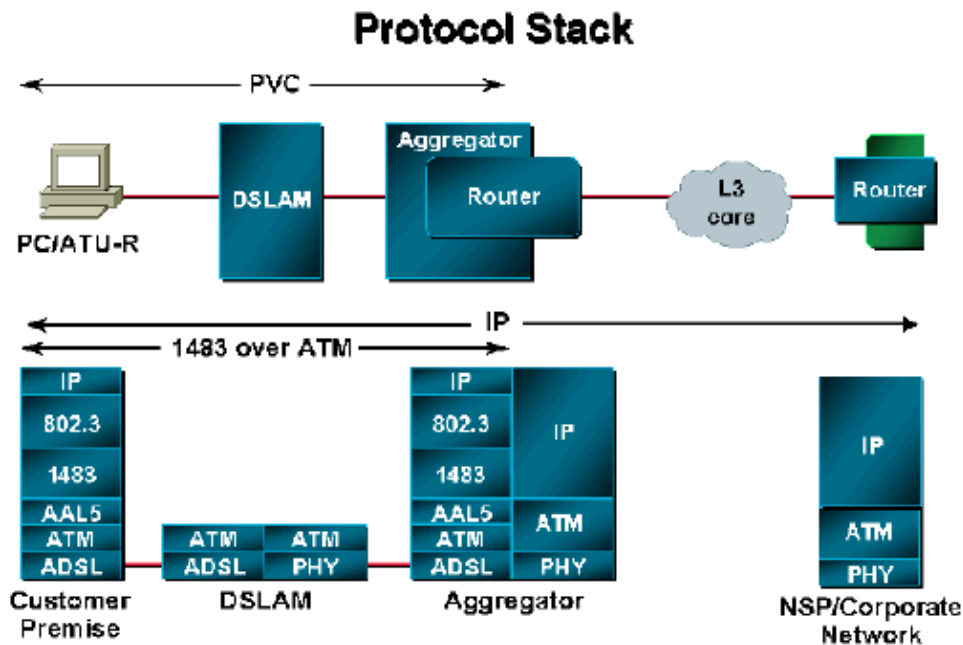 Protocol Stack
PVC
Aggregator
DSLAM
Router
L3
core
Router
PC/ATU-R
IP
1483 over ATM
IP
802.3
1483
AAL5
ATM
ADSL
Customer
Premise
ATM
ATM
ADSL
PHY
DSLAM
IP
802.3
1483
AAL5
ATM
ADSL
IP
ATM
PHY
Aggregator
IP
ATM
PHY
NSP/Corporate
Network